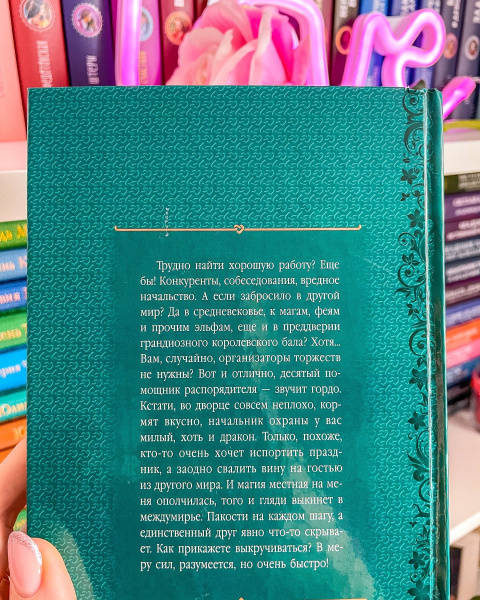 Трудно найти хорошую работу? Еще
бы! Конкуренты, собеседования, вредное
начальство. А если забросило в другой
мир? Да в средневековье, к магам, феям
и прочим эльфам, еще и в преддверии
грандиозного королевского бала? Хотя...
Вам, случайно, организаторы торжеств
не нужны? Вот и отлично, десятый по-
мощник распорядителя — звучит гордо.
Кстати, во дворце совсем неплохо, кор-
мят вкусно, начальник охраны у вас
милый, хоть и дракон. Только, похоже,
кто-то очень хочет испортить празд-
ник, а заодно свалить вину на гостью
из другого мира. И магия местная на ме-
ня ополчилась, того и гляди выкинет в
междумирье. Пакости на каждом шагу, а
единственный друг явно что-то скрыва-
ет. Как прикажете выкручиваться? В ме-
ру сил, разумеется, но очень быстро!